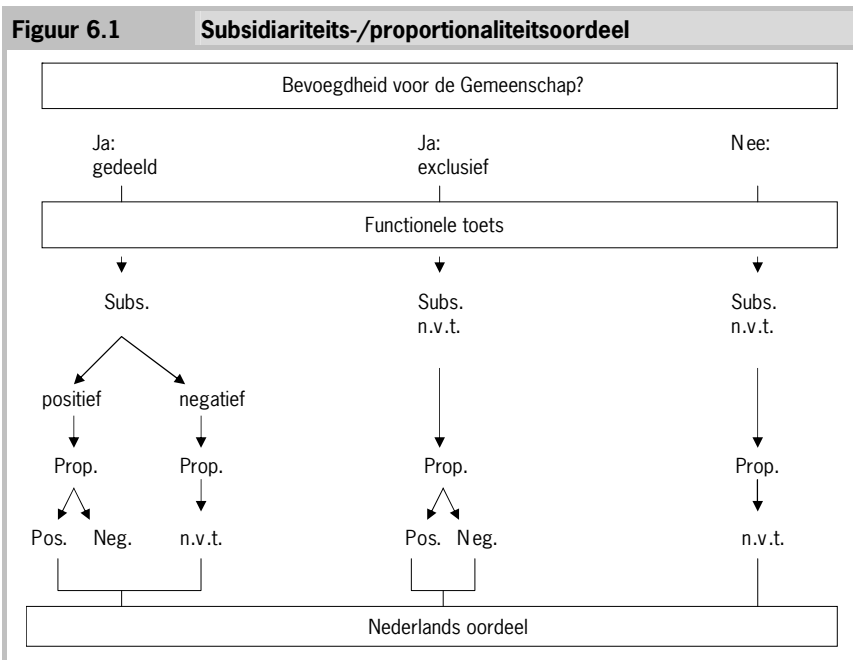 Figuur 6.1 Subsidiariteits-/proportionaliteitsoordeel
Bevoegdheid voor de Gemeenschap?
Ja: Ja: Nee:
gedeeld exclusief
Functionele toets
Subs. Subs. Subs.
n.v.t. n.v.t.
positief negatief
Prop. Prop. Prop. Prop.
Pos. Neg. n.v.t. Pos. Neg. n.v.t.
Nederlands oordeel